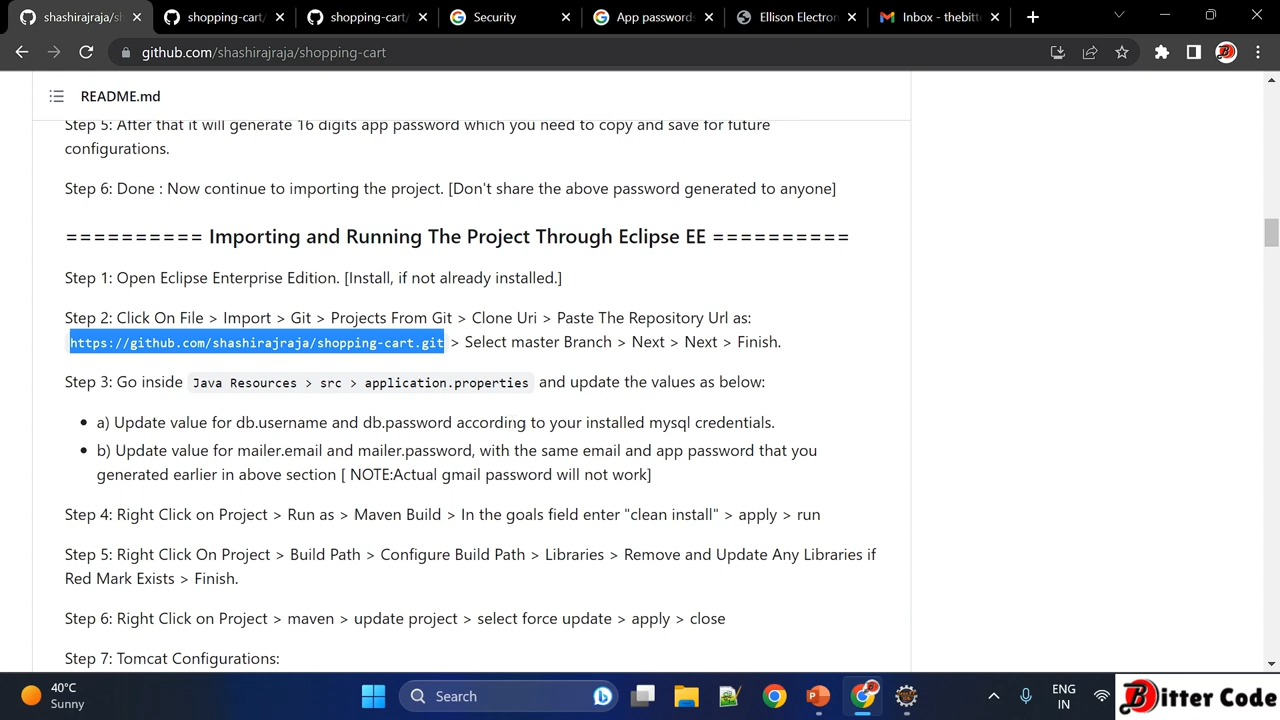 shashirajraja/s
shopping-cart/
shopping-cart/
Security
App passwords
Ellison Electron
Inbox - thebitte
github.com/shashirajraja/shopping-cart
README.md
Step 5: After that it will generate 16 digits app password which you need to copy and save for future
configurations.
Step 6: Done : Now continue to importing the project. [Don't share the above password generated to anyone]
========== Importing and Running The Project Through Eclipse EE ==========
Step 1: Open Eclipse Enterprise Edition. [Install, if not already installed.]
Step 2: Click On File > Import > Git > Projects From Git > Clone Uri > Paste The Repository Url as:
https://github.com/shashirajraja/shopping-cart.git > Select master Branch > Next > Next > Finish.
Step 3: Go inside Java Resources > src > application.properties and update the values as below:
a) Update value for db.username and db.password according to your installed mysql credentials.
b) Update value for mailer.email and mailer.password, with the same email and app password that you
generated earlier in above section [ NOTE:Actual gmail password will not work]
Step 4: Right Click on Project > Run as > Maven Build > In the goals field enter "clean install" > apply > run
Step 5: Right Click On Project > Build Path > Configure Build Path > Libraries > Remove and Update Any Libraries if
Red Mark Exists > Finish.
Step 6: Right Click on Project > maven > update project > select force update > apply > close
Step 7: Tomcat Configurations:
40°C
Sunny
Search
ENG
IN
Bitter Code